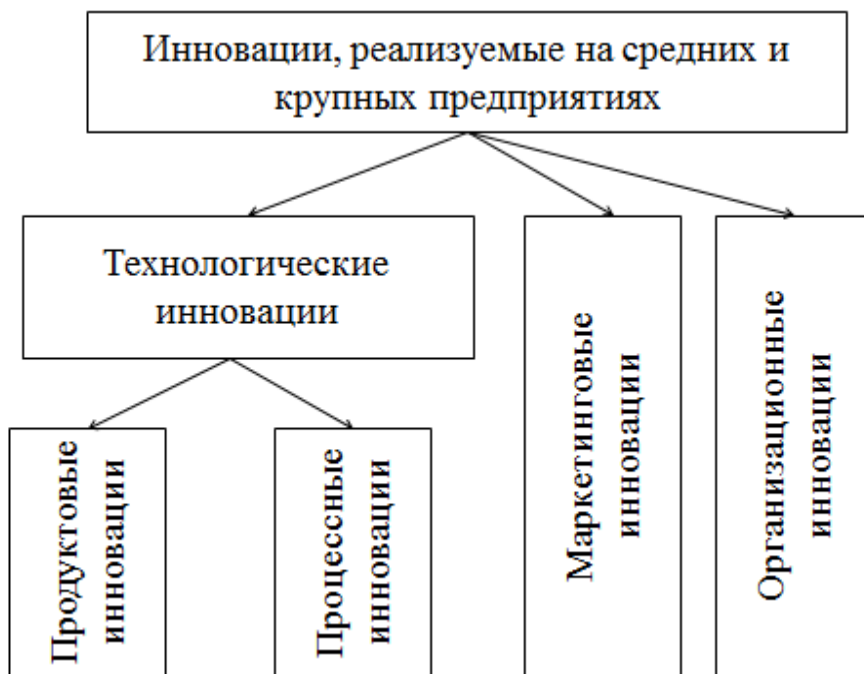 Инновации, реализуемые на средних и
крупных предприятиях
Технологические
инновации
Продуктовые
инновации
Процессные
инновации
Маркетинговые
инновации
Организационные
инновации